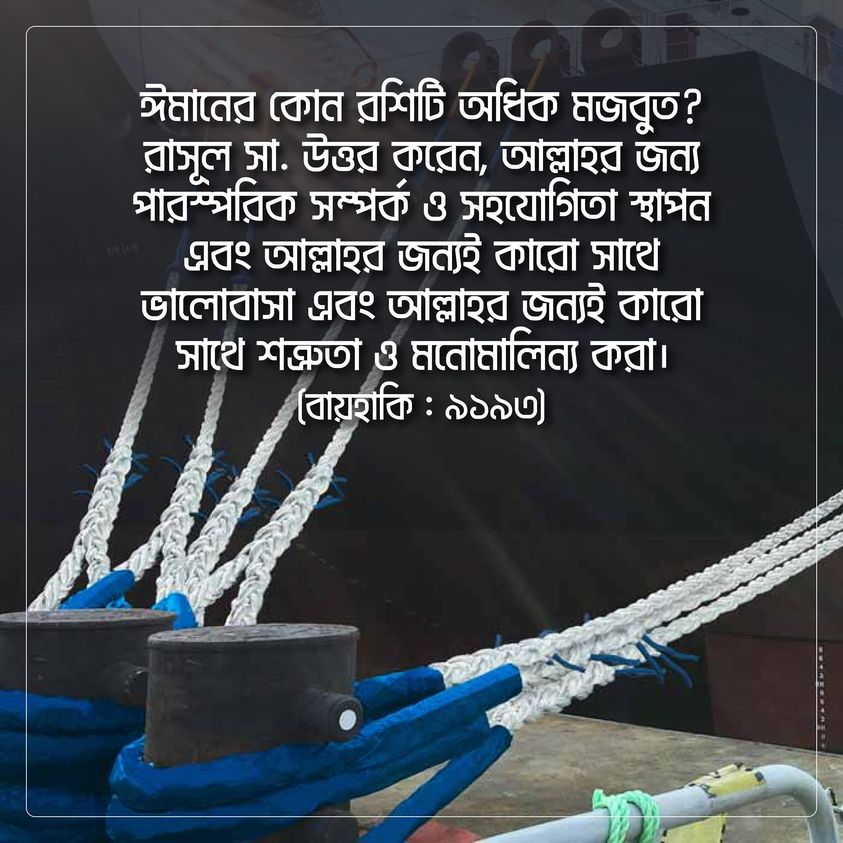 ঈমানের কোন রশিটি অধিক মজবুত?
রাসূল সা. উত্তর করেন, আল্লাহর জন্য
পারস্পরিক সম্পর্ক ও সহযোগিতা স্থাপন
এবং আল্লাহর জন্যই কারো সাথে
ভালোবাসা এবং আল্লাহর জন্যই কারো
সাথে শত্রুতা ও মনোমালিন্য করা।
(বায়হাকি : ৯১৯৩)